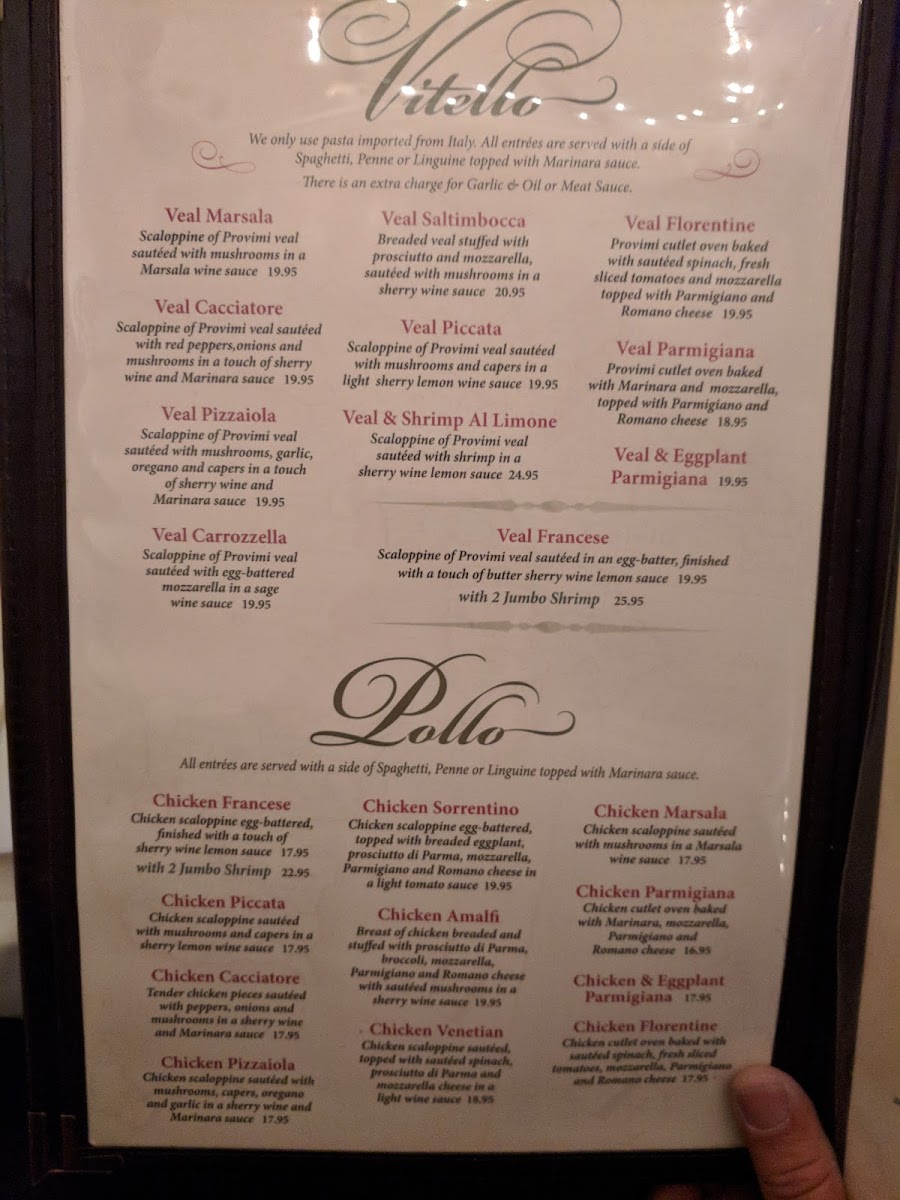 Vitello
We only use pasta imported from Italy. All entrées are served with a side of
Spaghetti, Penne or Linguine topped with Marinara sauce.
There is an extra charge for Garlic & Oil or Meat Sauce.
Veal Marsala
Scaloppine of Provimi veal
sautéed with mushrooms in a
Marsala wine sauce 19.95
Veal Cacciatore
Scaloppine of Provimi veal sautéed
with red peppers,onions and
mushrooms in a touch of sherry
wine and Marinara sauce 19.95
Veal Pizzaiola
Scaloppine of Provimi veal
sautéed with mushrooms, garlic,
oregano and capers in a touch
of sherry wine and
Marinara sauce 19.95
Veal Carrozzella
Scaloppine of Provimi veal
sautéed with egg-battered
mozzarella in a sage
wine sauce 19.95
Veal Saltimbocca
Breaded veal stuffed with
prosciutto and mozzarella,
sautéed with mushrooms in a
sherry wine sauce 20.95
Veal Piccata
Scaloppine of Provimi veal sautéed
with mushrooms and capers in a
light sherry lemon wine sauce 19.95
Veal & Shrimp Al Limone
Scaloppine of Provimi veal
sautéed with shrimp in a
sherry wine lemon sauce 24.95
Veal Florentine
Provimi cutlet oven baked
with sautéed spinach, fresh
sliced tomatoes and mozzarella
topped with Parmigiano and
Romano cheese 19.95
Veal Parmigiana
Provimi cutlet oven baked
with Marinara and mozzarella,
topped with Parmigiano and
Romano cheese 18.95
Veal & Eggplant
Parmigiana 19.95
Veal Francese
Scaloppine of Provimi veal sautéed in an egg-batter, finished
with a touch of butter sherry wine lemon sauce 19.95
with 2 Jumbo Shrimp 25.95
Pollo
All entrées are served with a side of Spaghetti, Penne or Linguine topped with Marinara sauce.
Chicken Francese
Chicken scaloppine egg-battered,
finished with a touch of
sherry wine lemon sauce 17.95
with 2 Jumbo Shrimp 22.95
Chicken Piccata
Chicken scaloppine sautéed
with mushrooms and capers in a
sherry lemon wine sauce 17.95
Chicken Cacciatore
Tender chicken pieces sautéed
with peppers, onions and
mushrooms in a sherry wine
and Marinara sauce 17.95
Chicken Pizzaiola
Chicken scaloppine sautéed with
mushrooms, capers, oregano
and garlic in a sherry wine and
Marinara sauce 17.95
Chicken Sorrentino
Chicken scaloppine egg-battered,
topped with breaded eggplant,
prosciutto di Parma, mozzarella,
Parmigiano and Romano cheese in
a light tomato sauce 19.95
Chicken Amalfi
Breast of chicken breaded and
stuffed with prosciutto di Parma,
broccoli, mozzarella,
Parmigiano and Romano cheese
with sautéed mushrooms in a
sherry wine sauce 19.95
Chicken Venetian
Chicken scaloppine sautéed,
topped with sautéed spinach,
prosciutto di Parma and
mozzarella cheese in a
light wine sauce 18.95
Chicken Marsala
Chicken scaloppine sautéed
with mushrooms in a Marsala
wine sauce 17.95
Chicken Parmigiana
Chicken cutlet oven baked
with Marinara, mozzarella,
Parmigiano and
Romano cheese 16.95
Chicken & Eggplant
Parmigiana 17.95
Chicken Florentine
Chicken cutlet oven baked with
sautéed spinach, fresh sliced
tomatoes, mozzarella, Parmigiano
and Romano cheese 17.95